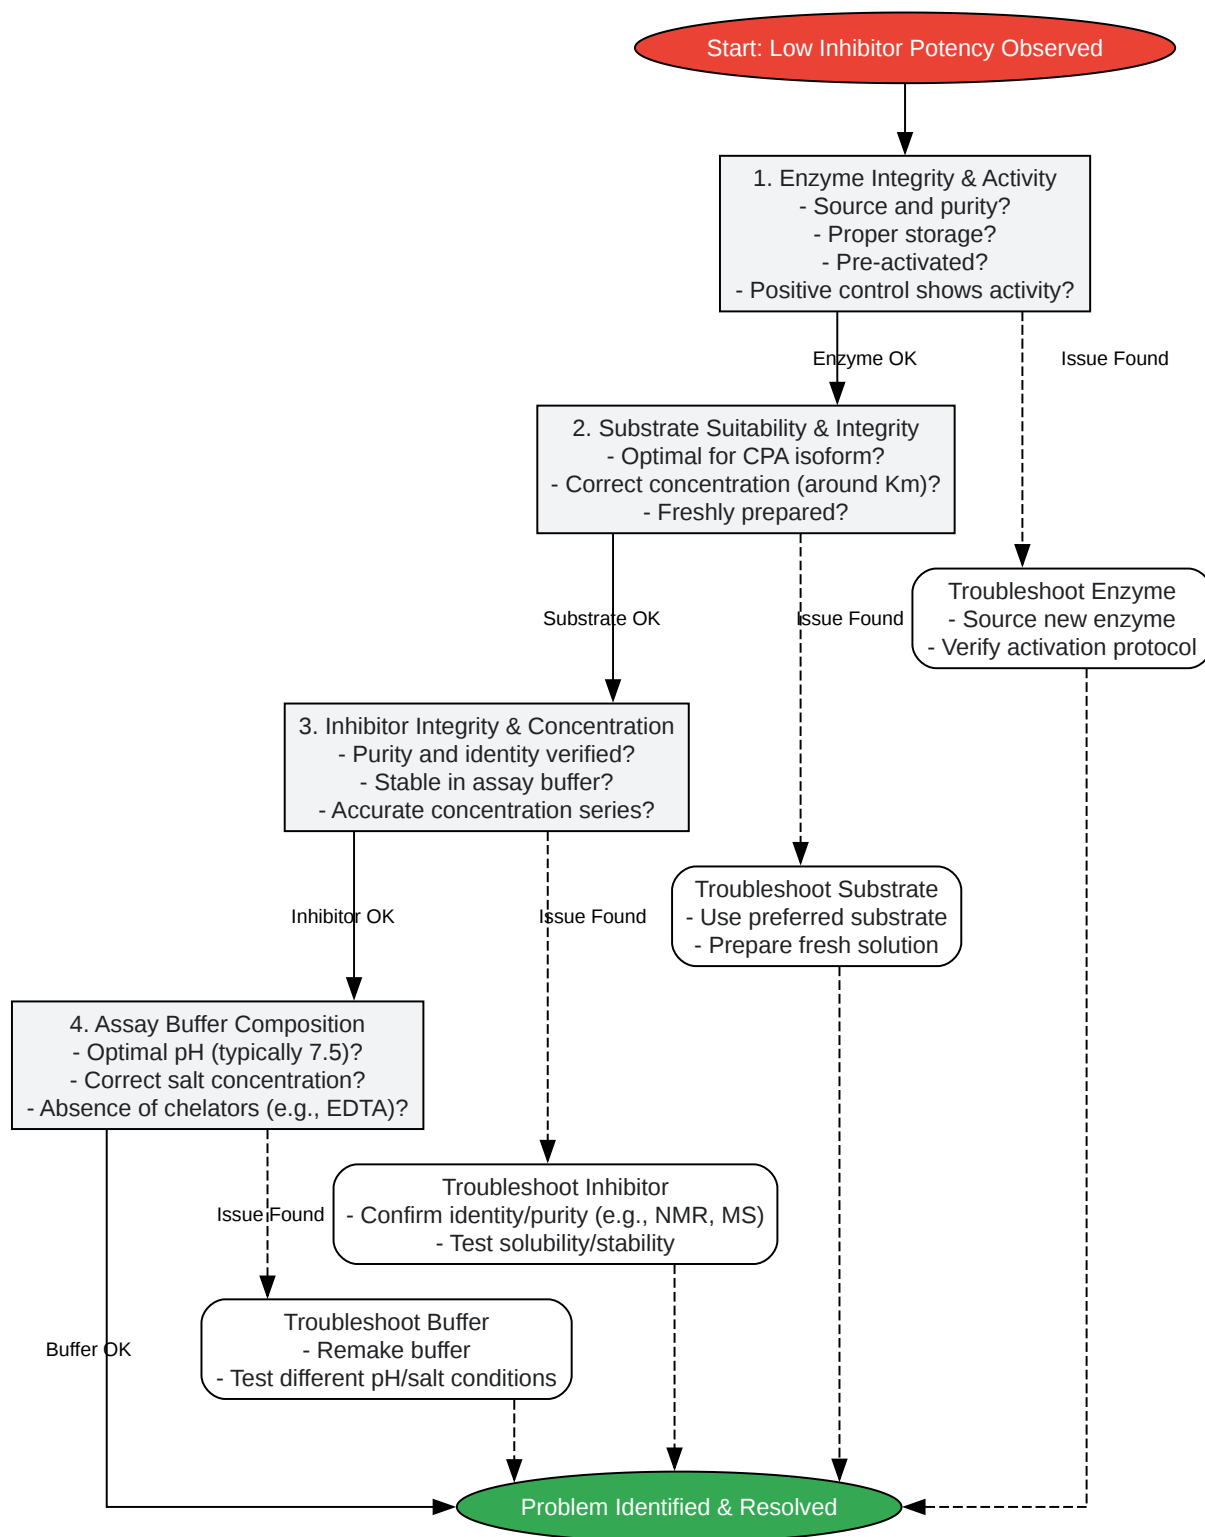 Start: Low Inhibitor Potency Observed
1. Enzyme Integrity & Activity
- Source and purity?
- Proper storage?
- Pre-activated?
- Positive control shows activity?
Enzyme OK
Issue Found
2. Substrate Suitability & Integrity
- Optimal for CPA isoform?
- Correct concentration (around Km)?
- Freshly prepared?
Substrate OK
Issue Found
Troubleshoot Enzyme
- Source new enzyme
- Verify activation protocol
3. Inhibitor Integrity & Concentration
- Purity and identity verified?
- Stable in assay buffer?
- Accurate concentration series?
Inhibitor OK
Issue Found
Troubleshoot Substrate
- Use preferred substrate
- Prepare fresh solution
4. Assay Buffer Composition
- Optimal pH (typically 7.5)?
- Correct salt concentration?
- Absence of chelators (e.g., EDTA)?
Issue Found
Troubleshoot Inhibitor
- Confirm identity/purity (e.g., NMR, MS)
- Test solubility/stability
Buffer OK
Troubleshoot Buffer
- Remake buffer
- Test different pH/salt conditions
Problem Identified & Resolved